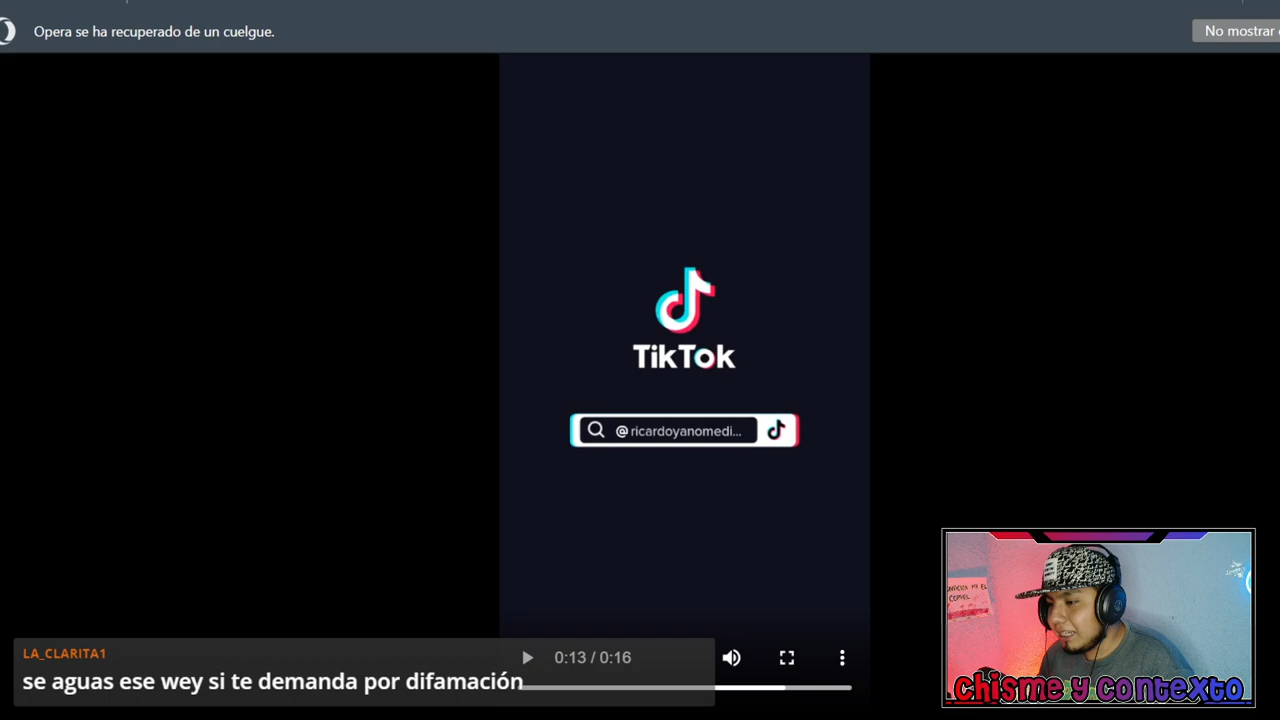 Opera se ha recuperado de un cuelgue.
No mostrar
TikTok
@ricardoyanomedi...
LA_CLARITA1
se aguas ese wey si te demanda por difamación
0:13 / 0:16
chisme y contexto